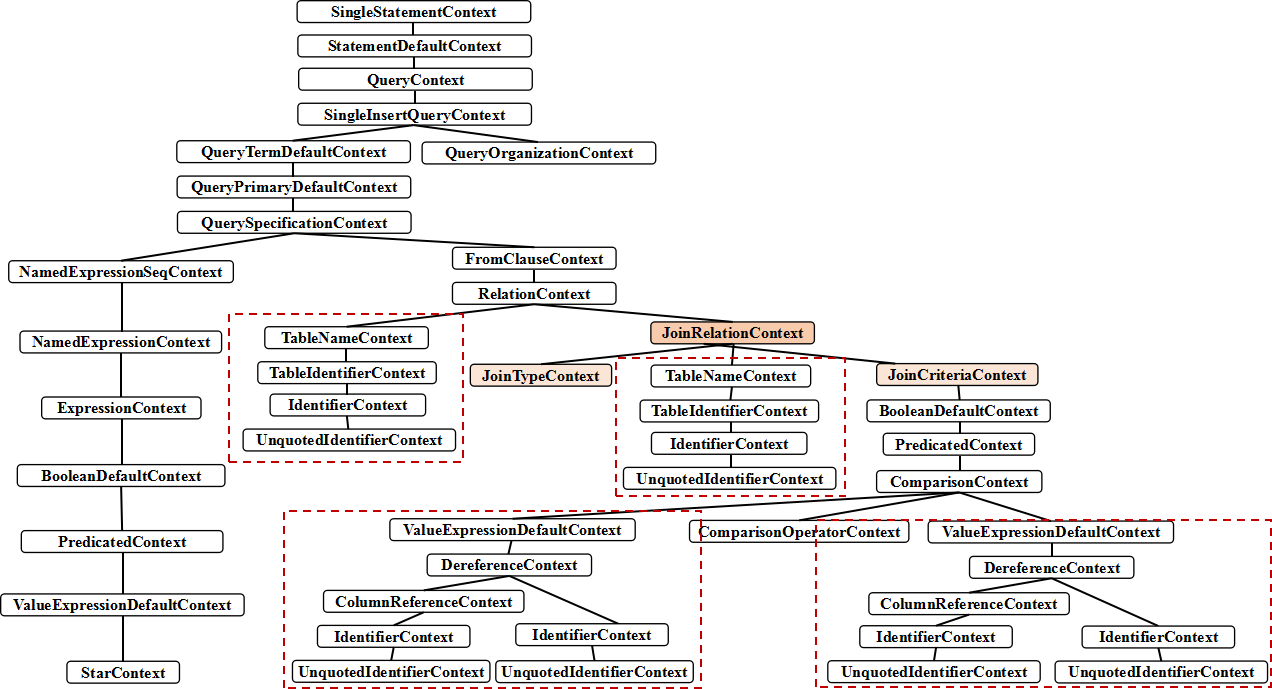 SingleStatementContext
StatementDefaultContext
QueryContext
SingleInsertQueryContext
QueryTermDefaultContext
QueryOrganizationContext
QueryPrimaryDefaultContext
QuerySpecificationContext
NamedExpressionSeqContext
FromClauseContext
RelationContext
NamedExpressionContext
TableNameContext
JoinRelationContext
TableIdentifierContext
JoinTypeContext
TableNameContext
JoinCriteriaContext
ExpressionContext
IdentifierContext
TableIdentifierContext
BooleanDefaultContext
UnquotedIdentifierContext
IdentifierContext
PredicatedContext
BooleanDefaultContext
UnquotedIdentifierContext
ComparisonContext
PredicatedContext
ValueExpressionDefaultContext
ComparisonOperatorContext
ValueExpressionDefaultContext
DereferenceContext
DereferenceContext
ValueExpressionDefaultContext
ColumnReferenceContext
ColumnReferenceContext
IdentifierContext
IdentifierContext
IdentifierContext
IdentifierContext
StarContext
UnquotedIdentifierContext
UnquotedIdentifierContext
UnquotedIdentifierContext
UnquotedIdentifierContext